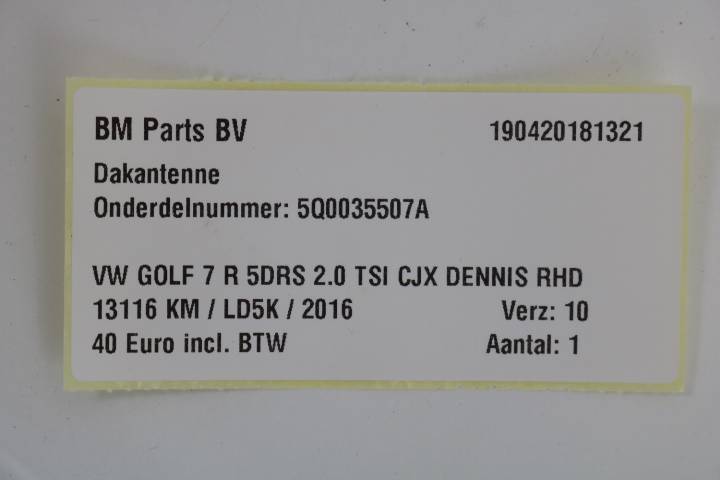 BM Parts BV 190420181321
Dakantenne
Onderdelnummer: 5Q0035507A
VW GOLF 7 R 5DRS 2.0 TSI CJX DENNIS RHD
13116 KM / LD5K / 2016 Verz: 10
40 Euro incl. BTW Aantal: 1